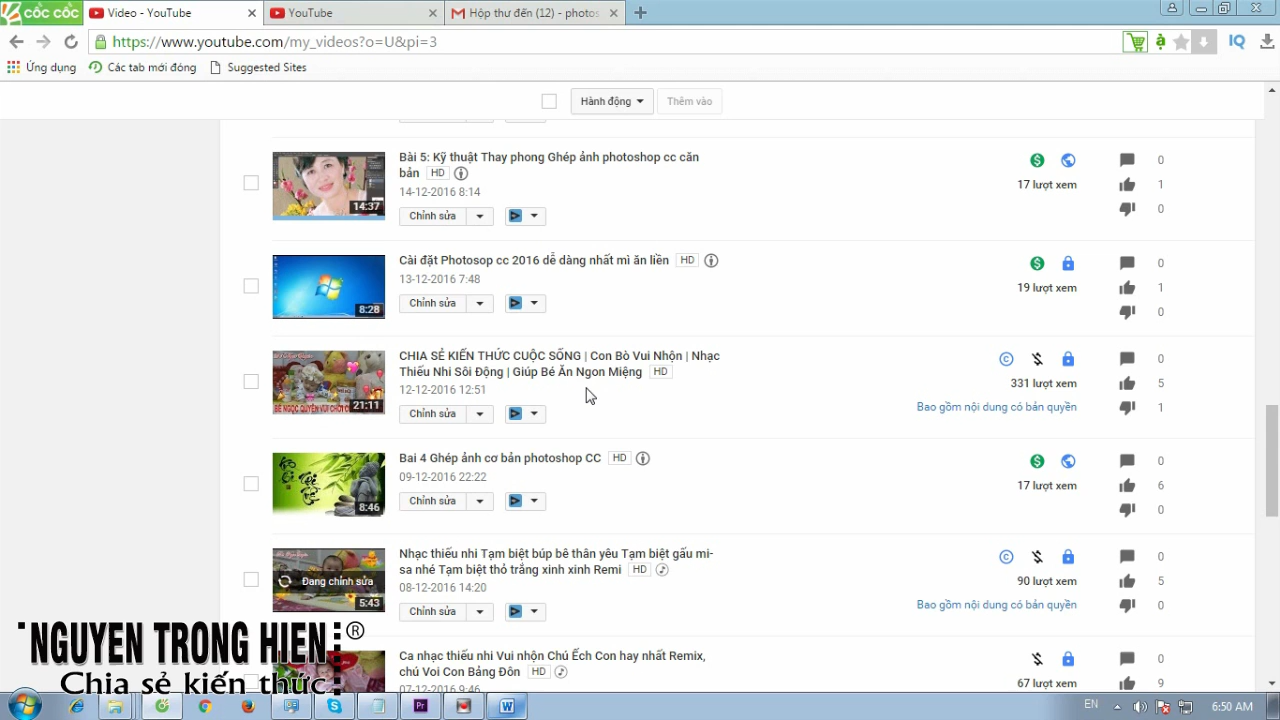 CỐC CỐC
Video - YouTube
YouTube
Hộp thư đến (12) - photos
https://www.youtube.com/my_videos?o=U&pi=3
Ứng dụng
Các tab mới đóng
Suggested Sites
Hành động
Thêm vào
Bài 5: Kỹ thuật Thay phong Ghép ảnh photoshop cc căn
bản HD
14-12-2016 8:14
Chỉnh sửa
14:37
17 lượt xem
0
1
0
Cài đặt Photosop cc 2016 dễ dàng nhất mì ăn liền HD
13-12-2016 7:48
Chỉnh sửa
8:28
19 lượt xem
0
1
0
CHIA SẺ KIẾN THỨC CUỘC SỐNG | Con Bò Vui Nhộn | Nhạc
Thiếu Nhi Sôi Động | Giúp Bé Ăn Ngon Miệng HD
12-12-2016 12:51
Chỉnh sửa
21:11
331 lượt xem
Bao gồm nội dung có bản quyền
0
5
1
Bai 4 Ghép ảnh cơ bản photoshop CC HD
09-12-2016 22:22
Chỉnh sửa
8:46
17 lượt xem
0
6
0
Nhạc thiếu nhi Tạm biệt búp bê thân yêu Tạm biệt gấu mi-
sa nhé Tạm biệt thỏ trắng xinh xinh Remi HD
08-12-2016 14:20
Chỉnh sửa
Đang chỉnh sửa
5:43
90 lượt xem
Bao gồm nội dung có bản quyền
0
5
0
Ca nhạc thiếu nhi Vui nhộn Chú Ếch Con hay nhất Remix,
chú Voi Con Bảng Đôn HD
07-12-2016 9:46
67 lượt xem
0
9
NGUYEN TRONG HIEN ®
Chia sẻ kiến thức
EN
6:50 AM